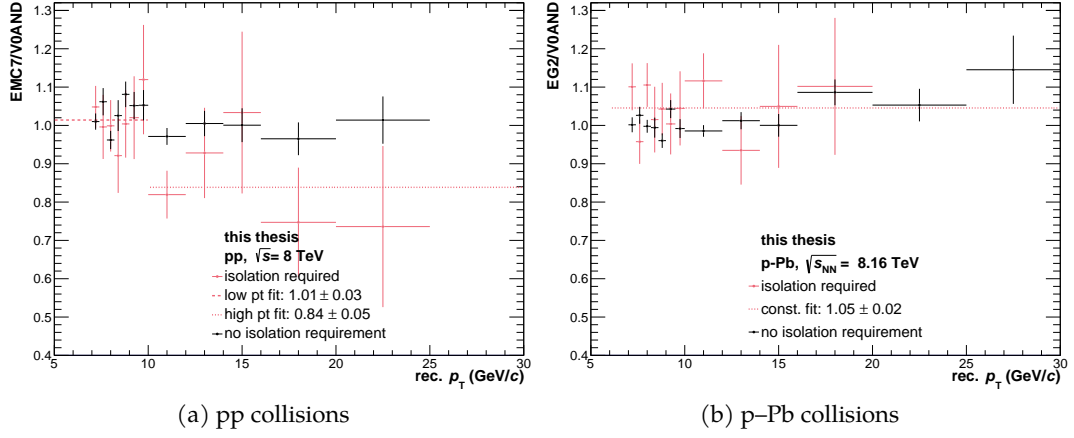 EMC7/V0AND
1.3
1.2
1.1
1.0
0.9
0.8
0.7
0.6
0.5
0.4
this thesis
pp, √s= 8 TeV
isolation required
low pt fit: 1.01 ± 0.03
high pt fit: 0.84 ± 0.05
no isolation requirement
5 10 15 20 25 30
rec. p_T (GeV/c)
(a) pp collisions
EG2/V0AND
1.3
1.2
1.1
1.0
0.9
0.8
0.7
0.6
0.5
0.4
this thesis
p-Pb, √s_NN = 8.16 TeV
isolation required
const. fit: 1.05 ± 0.02
no isolation requirement
5 10 15 20 25 30
rec. p_T (GeV/c)
(b) p–Pb collisions